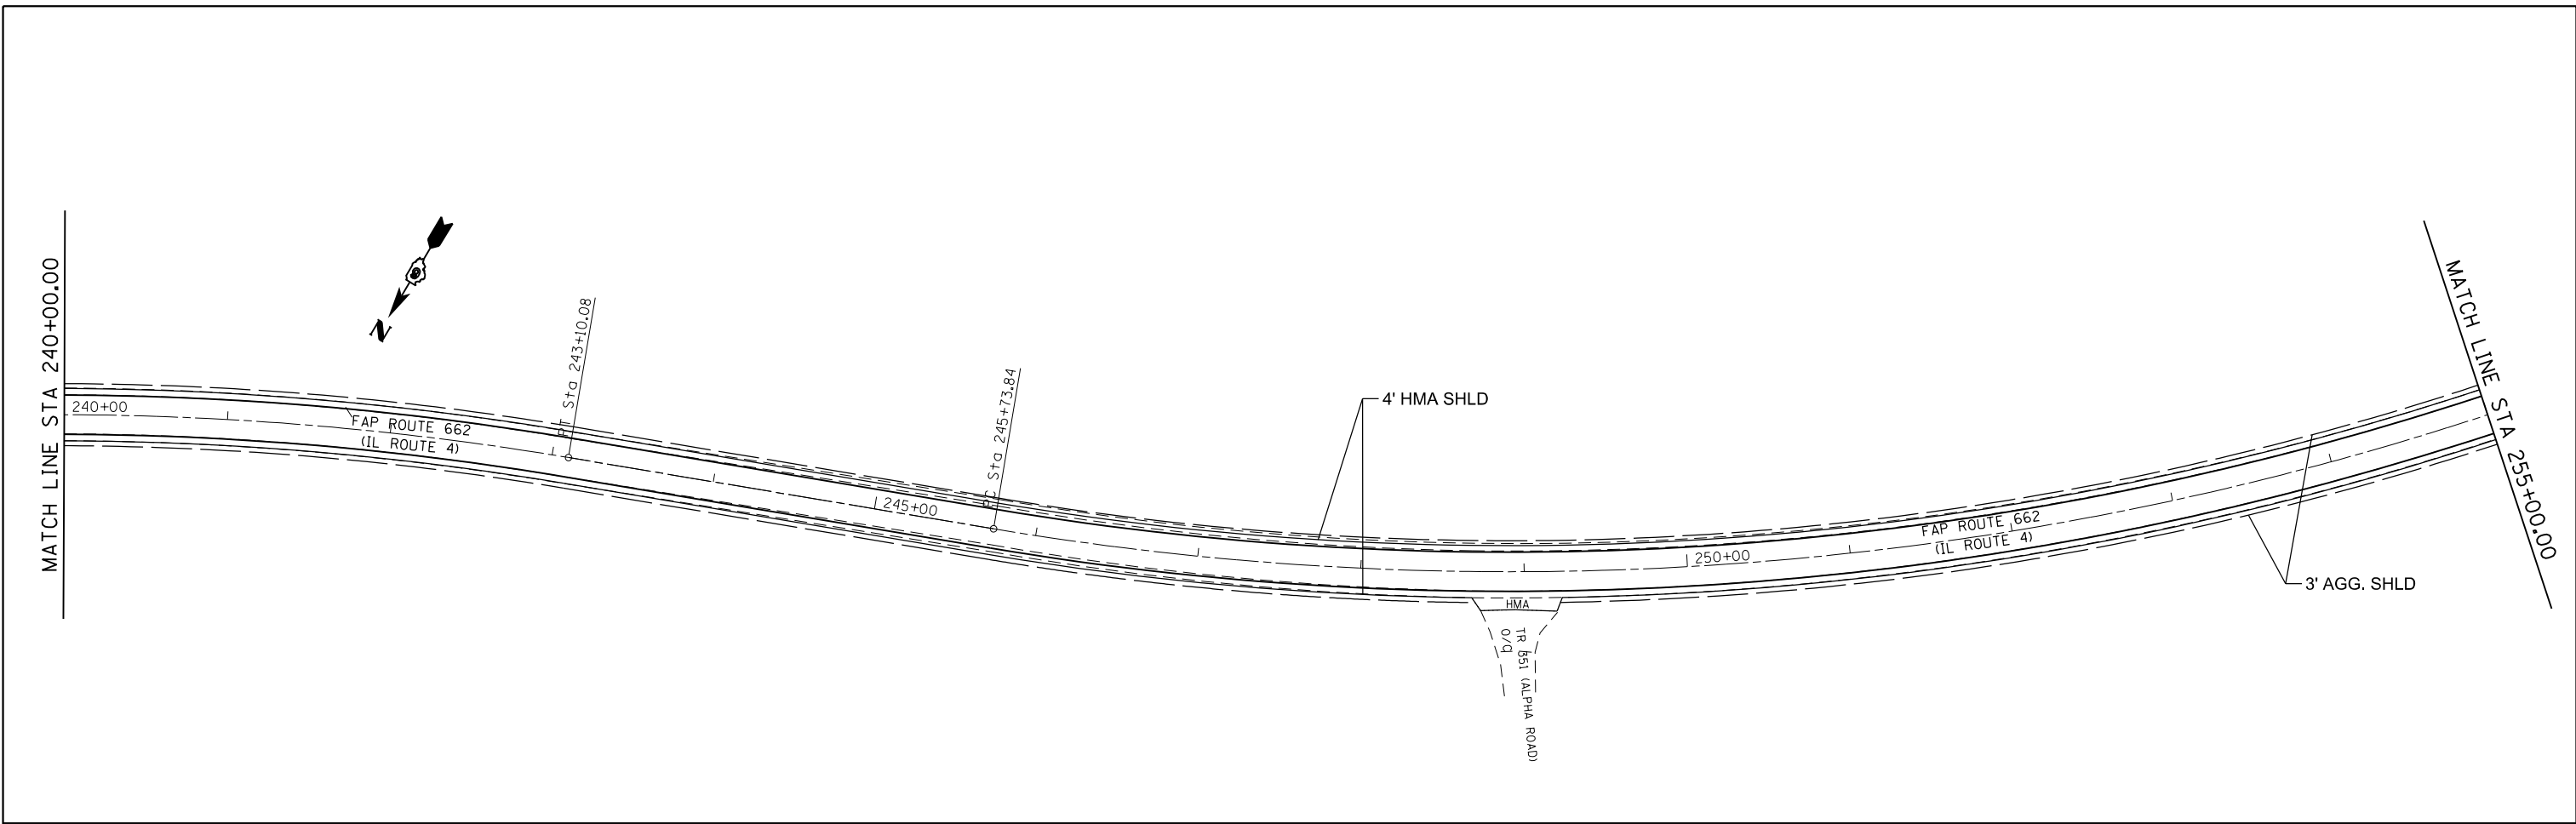 MATCH LINE STA 240+00.00
240+00
FAP ROUTE 662
(IL ROUTE 4)
N
PT Sta 243+10.08
245+00
PC Sta 245+73.84
4' HMA SHLD
HMA
TR 351 (ALPHA ROAD)
O/Q
250+00
FAP ROUTE 662
(IL ROUTE 4)
3' AGG. SHLD
MATCH LINE STA 255+00.00